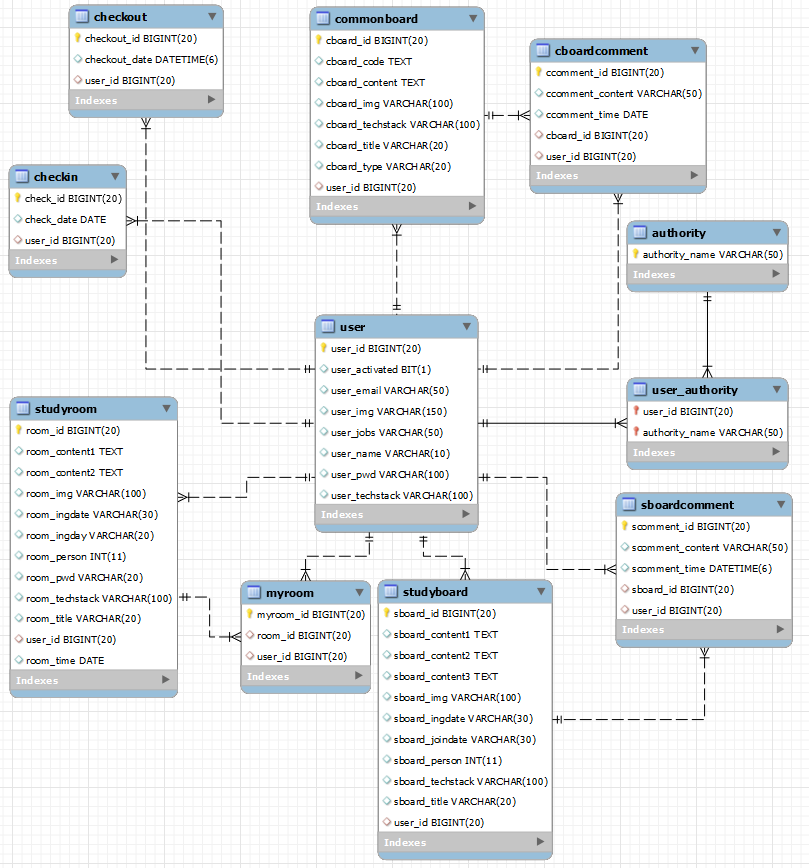 checkout
checkout_id BIGINT(20)
checkout_date DATETIME(6)
user_id BIGINT(20)
Indexes
commonboard
cboard_id BIGINT(20)
cboard_code TEXT
cboard_content TEXT
cboard_img VARCHAR(100)
cboard_techstack VARCHAR(100)
cboard_title VARCHAR(20)
cboard_type VARCHAR(20)
user_id BIGINT(20)
Indexes
cboardcomment
ccomment_id BIGINT(20)
ccomment_content VARCHAR(50)
ccomment_time DATE
cboard_id BIGINT(20)
user_id BIGINT(20)
Indexes
checkin
check_id BIGINT(20)
check_date DATE
user_id BIGINT(20)
Indexes
authority
authority_name VARCHAR(50)
Indexes
user
user_id BIGINT(20)
user_activated BIT(1)
user_email VARCHAR(50)
user_img VARCHAR(150)
user_jobs VARCHAR(50)
user_name VARCHAR(10)
user_pwd VARCHAR(100)
user_techstack VARCHAR(100)
Indexes
user_authority
user_id BIGINT(20)
authority_name VARCHAR(50)
Indexes
studyroom
room_id BIGINT(20)
room_content1 TEXT
room_content2 TEXT
room_img VARCHAR(100)
room_ingdate VARCHAR(30)
room_ingday VARCHAR(20)
room_person INT(11)
room_pwd VARCHAR(20)
room_techstack VARCHAR(100)
room_title VARCHAR(20)
user_id BIGINT(20)
room_time DATE
Indexes
sboardcomment
scomment_id BIGINT(20)
scomment_content VARCHAR(50)
scomment_time DATETIME(6)
sboard_id BIGINT(20)
user_id BIGINT(20)
Indexes
myroom
myroom_id BIGINT(20)
room_id BIGINT(20)
user_id BIGINT(20)
Indexes
studyboard
sboard_id BIGINT(20)
sboard_content1 TEXT
sboard_content2 TEXT
sboard_content3 TEXT
sboard_img VARCHAR(100)
sboard_ingdate VARCHAR(30)
sboard_joindate VARCHAR(30)
sboard_person INT(11)
sboard_techstack VARCHAR(100)
sboard_title VARCHAR(20)
user_id BIGINT(20)
Indexes